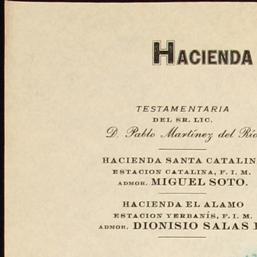 HACIENDA
TESTAMENTARIA
DEL SR. LIC.
D. Pablo Martínez del Río
HACIENDA SANTA CATALIN
ESTACION CATALINA, F. I. M.
ADMOR. MIGUEL SOTO.
HACIENDA EL ALAMO
ESTACION YERBANÍS, F. I. M.
ADMOR. DIONISIO SALAS